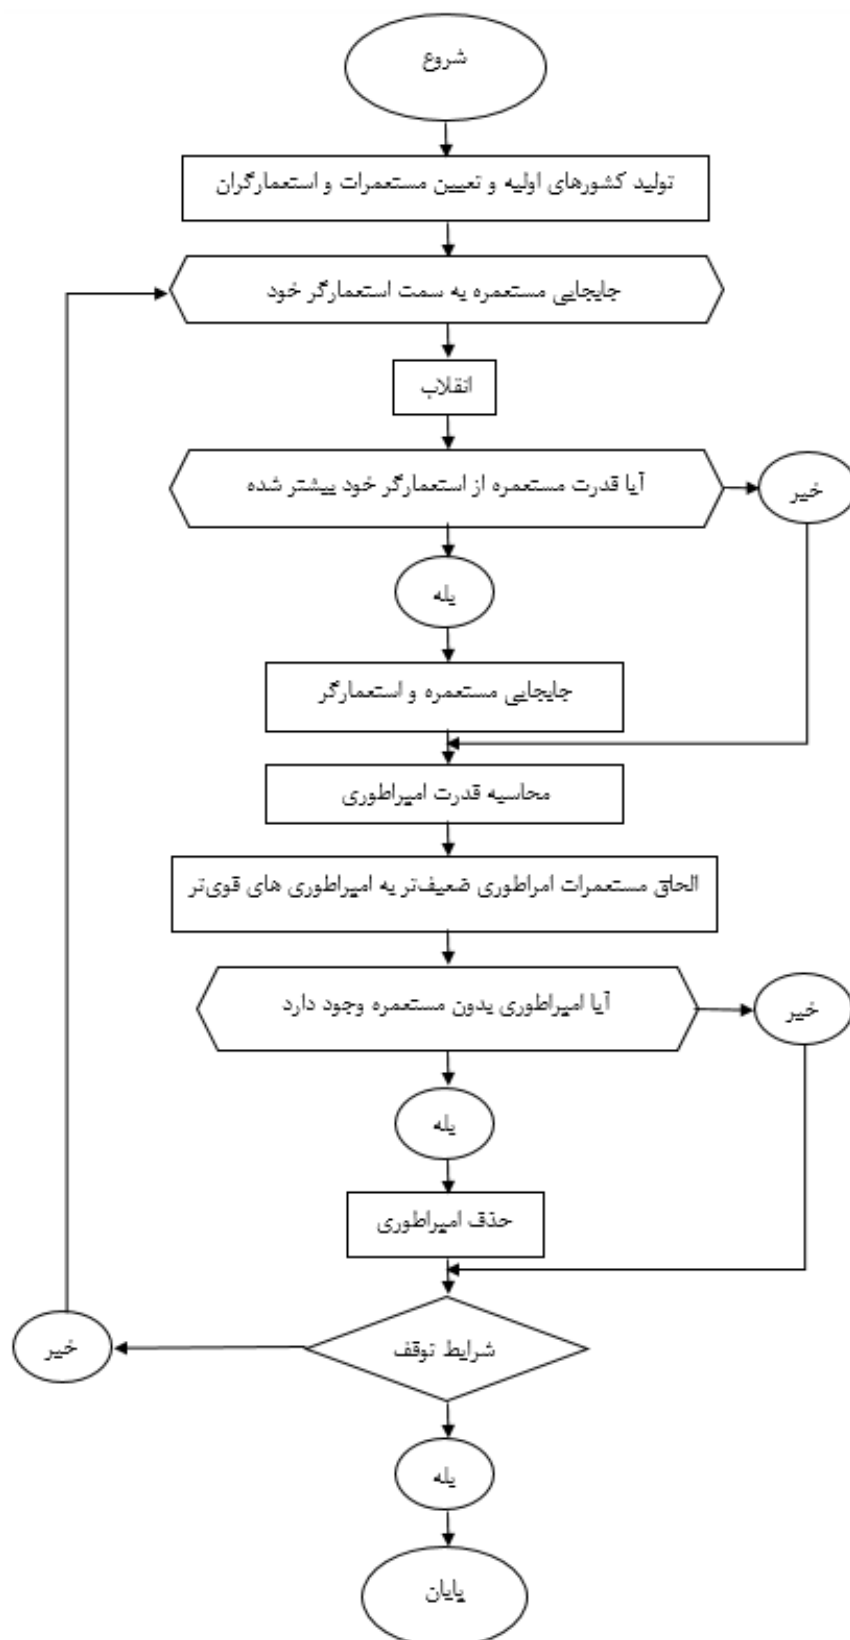 شروع
تولید کشورهای اولیه و تعیین مستعمرات و استعمارگران
جابجایی مستعمره به سمت استعمارگر خود
انقلاب
آیا قدرت مستعمره از استعمارگر خود بیشتر شده
خیر
بله
جابجایی مستعمره و استعمارگر
محاسبه قدرت امپراطوری
الحاق مستعمرات امراطوری ضعیف‌تر به امپراطوری های قوی‌تر
آیا امپراطوری بدون مستعمره وجود دارد
خیر
بله
حذف امپراطوری
شرایط توقف
خیر
بله
پایان